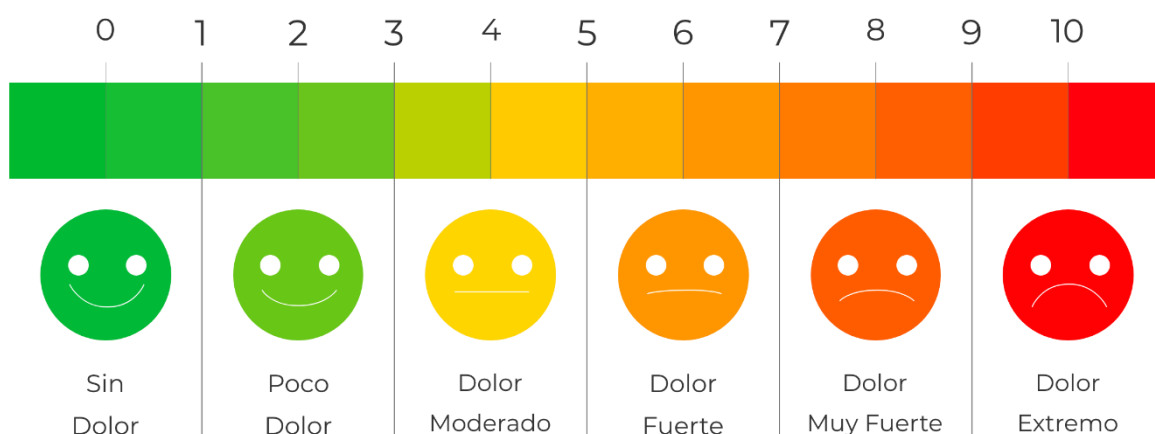 0 1 2 3 4 5 6 7 8 9 10
Sin Dolor
Poco Dolor
Dolor Moderado
Dolor Fuerte
Dolor Muy Fuerte
Dolor Extremo